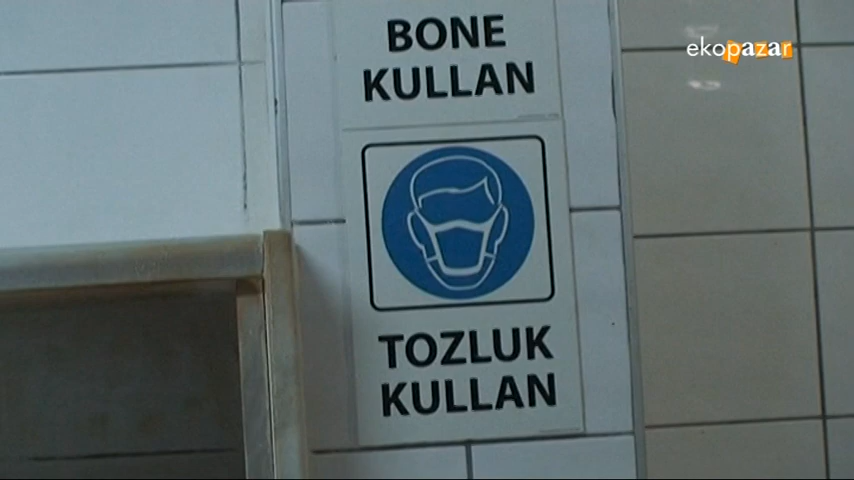 BONE
KULLAN
ekopazar
TOZLUK
KULLAN